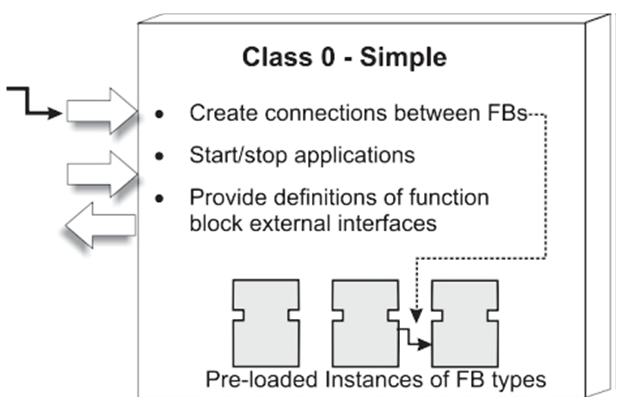 Class 0 - Simple
• Create connections between FBs
• Start/stop applications
• Provide definitions of function
block external interfaces
Pre-loaded Instances of FB types